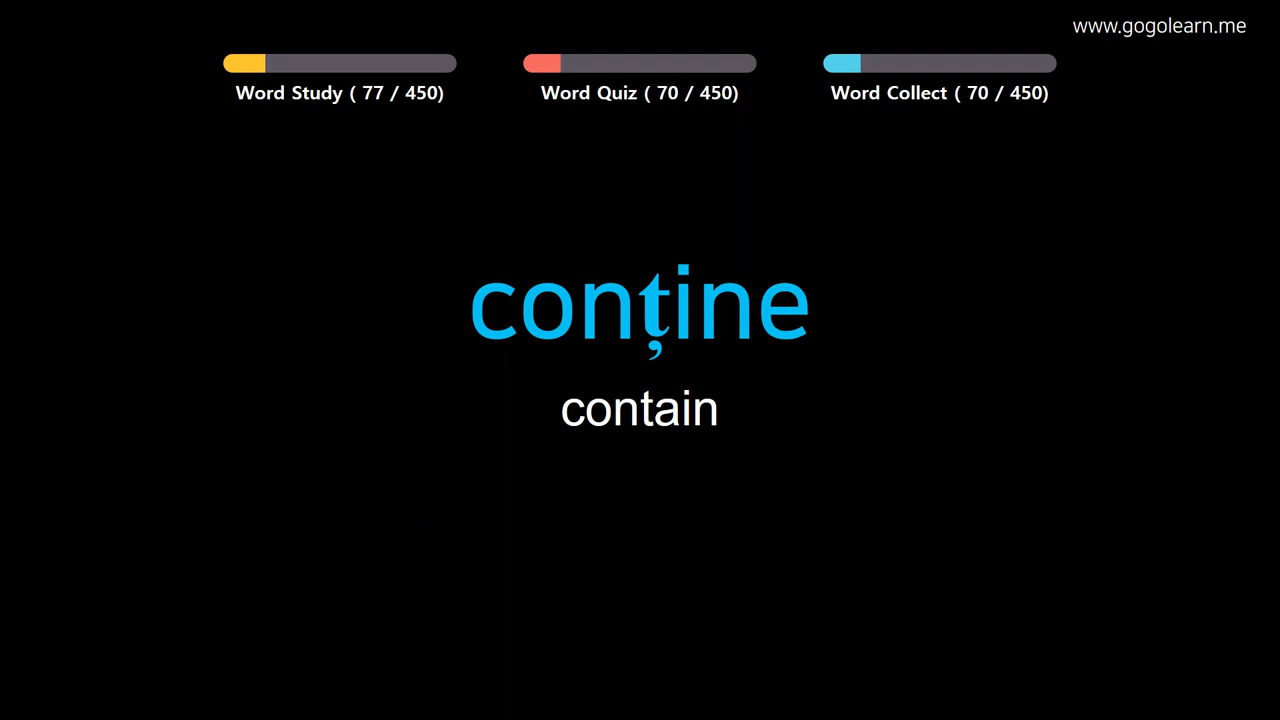 www.gogolearn.me
Word Study ( 77 / 450)
Word Quiz ( 70 / 450)
Word Collect ( 70 / 450)
conține
contain